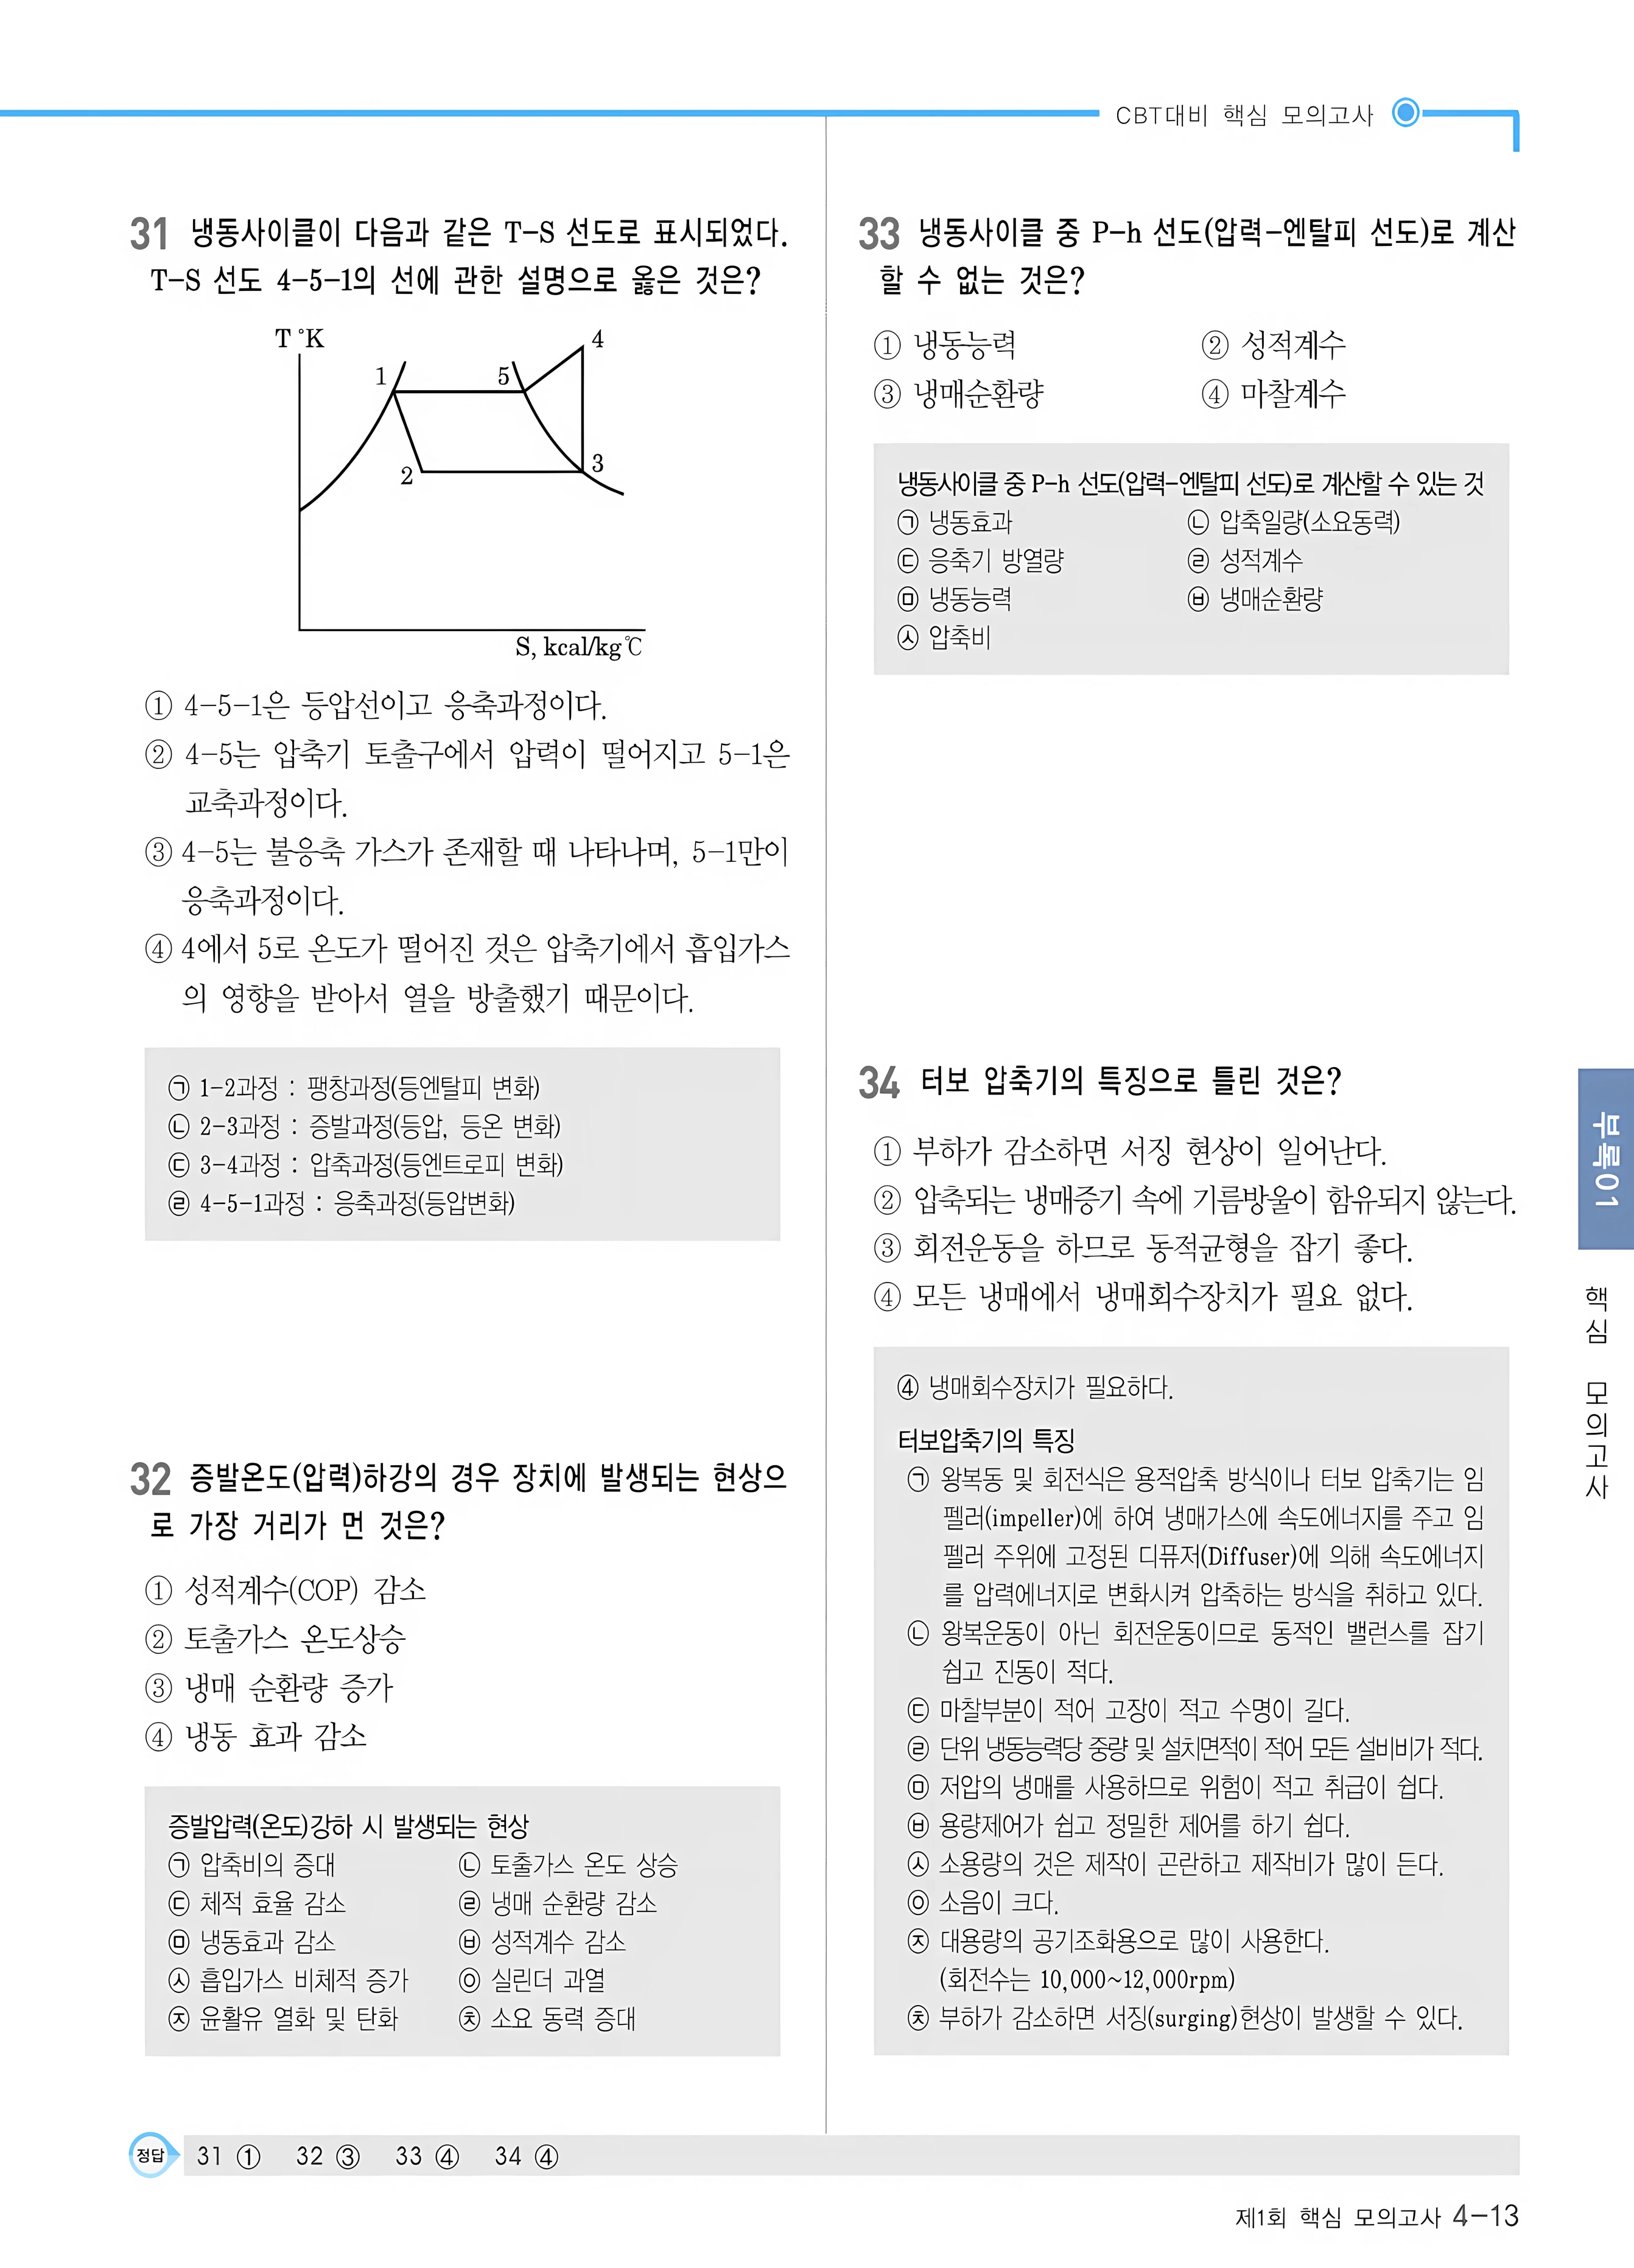 CBT대비 핵심 모의고사
31 냉동사이클이 다음과 같은 T-S 선도로 표시되었다.
T-S 선도 4-5-1의 선에 관한 설명으로 옳은 것은?
T °K
1
5
4
2
3
S, kcal/kg℃
① 4-5-1은 등압선이고 응축과정이다.
② 4-5는 압축기 토출구에서 압력이 떨어지고 5-1은
교축과정이다.
③ 4-5는 불응축 가스가 존재할 때 나타나며, 5-1만이
응축과정이다.
④ 4에서 5로 온도가 떨어진 것은 압축기에서 흡입가스
의 영향을 받아서 열을 방출했기 때문이다.
㉠ 1-2과정 : 팽창과정(등엔탈피 변화)
㉡ 2-3과정 : 증발과정(등압, 등온 변화)
㉢ 3-4과정 : 압축과정(등엔트로피 변화)
㉣ 4-5-1과정 : 응축과정(등압변화)
32 증발온도(압력)하강의 경우 장치에 발생되는 현상으
로 가장 거리가 먼 것은?
① 성적계수(COP) 감소
② 토출가스 온도상승
③ 냉매 순환량 증가
④ 냉동 효과 감소
증발압력(온도)강하 시 발생되는 현상
㉠ 압축비의 증대 ㉡ 토출가스 온도 상승
㉢ 체적 효율 감소 ㉣ 냉매 순환량 감소
㉤ 냉동효과 감소 ㉥ 성적계수 감소
㉦ 흡입가스 비체적 증가 ㉧ 실린더 과열
㉨ 윤활유 열화 및 탄화 ㉩ 소요 동력 증대
33 냉동사이클 중 P-h 선도(압력-엔탈피 선도)로 계산
할 수 없는 것은?
① 냉동능력 ② 성적계수
③ 냉매순환량 ④ 마찰계수
냉동사이클 중 P-h 선도(압력-엔탈피 선도)로 계산할 수 있는 것
㉠ 냉동효과 ㉡ 압축일량(소요동력)
㉢ 응축기 방열량 ㉣ 성적계수
㉤ 냉동능력 ㉥ 냉매순환량
㉦ 압축비
34 터보 압축기의 특징으로 틀린 것은?
① 부하가 감소하면 서징 현상이 일어난다.
② 압축되는 냉매증기 속에 기름방울이 함유되지 않는다.
③ 회전운동을 하므로 동적균형을 잡기 좋다.
④ 모든 냉매에서 냉매회수장치가 필요 없다.
④ 냉매회수장치가 필요하다.
터보압축기의 특징
㉠ 왕복동 및 회전식은 용적압축 방식이나 터보 압축기는 임
펠러(impeller)에 하여 냉매가스에 속도에너지를 주고 임
펠러 주위에 고정된 디퓨저(Diffuser)에 의해 속도에너지
를 압력에너지로 변화시켜 압축하는 방식을 취하고 있다.
㉡ 왕복운동이 아닌 회전운동이므로 동적인 밸런스를 잡기
쉽고 진동이 적다.
㉢ 마찰부분이 적어 고장이 적고 수명이 길다.
㉣ 단위 냉동능력당 중량 및 설치면적이 적어 모든 설비비가 적다.
㉤ 저압의 냉매를 사용하므로 위험이 적고 취급이 쉽다.
㉥ 용량제어가 쉽고 정밀한 제어를 하기 쉽다.
㉦ 소용량의 것은 제작이 곤란하고 제작비가 많이 든다.
㉧ 소음이 크다.
㉨ 대용량의 공기조화용으로 많이 사용한다.
(회전수는 10,000~12,000rpm)
㉩ 부하가 감소하면 서징(surging)현상이 발생할 수 있다.
부록01
핵심 모의고사
정답 31 ① 32 ③ 33 ④ 34 ④
제1회 핵심 모의고사 4-13